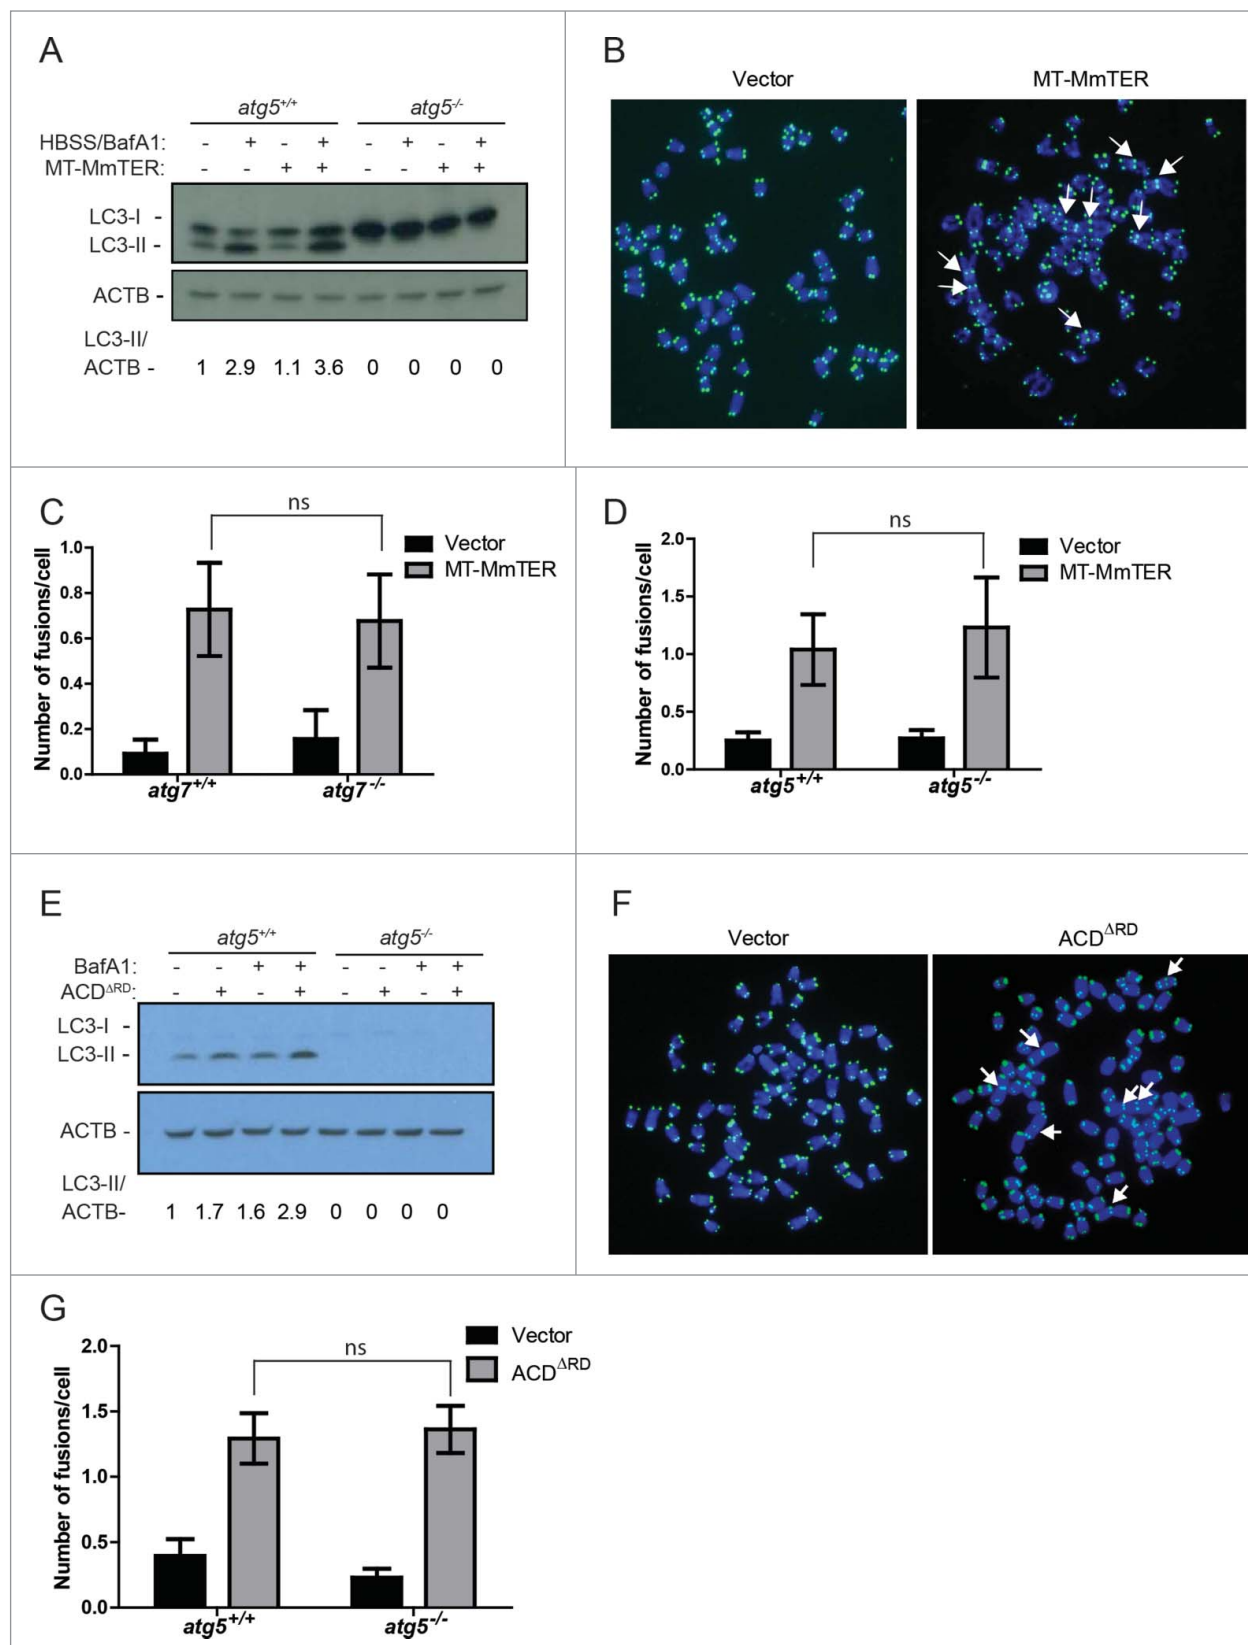 A
atg5+/+ atg5-/-
HBSS/BafA1: - + - + - + - +
MT-MmTER: - - + + - - + +
LC3-I -
LC3-II -
ACTB -
LC3-II/
ACTB - 1 2.9 1.1 3.6 0 0 0 0
B
Vector MT-MmTER
C
ns
Vector
MT-MmTER
Number of fusions/cell
1.0
0.8
0.6
0.4
0.2
0.0
atg7+/+ atg7-/-
D
ns
Vector
MT-MmTER
Number of fusions/cell
2.0
1.5
1.0
0.5
0.0
atg5+/+ atg5-/-
E
atg5+/+ atg5-/-
BafA1: - - + + - - + +
ACDΔRD: - + - + - + - +
LC3-I -
LC3-II -
ACTB -
LC3-II/
ACTB- 1 1.7 1.6 2.9 0 0 0 0
F
Vector ACDΔRD
G
ns
Vector
ACDΔRD
Number of fusions/cell
2.0
1.5
1.0
0.5
0.0
atg5+/+ atg5-/-